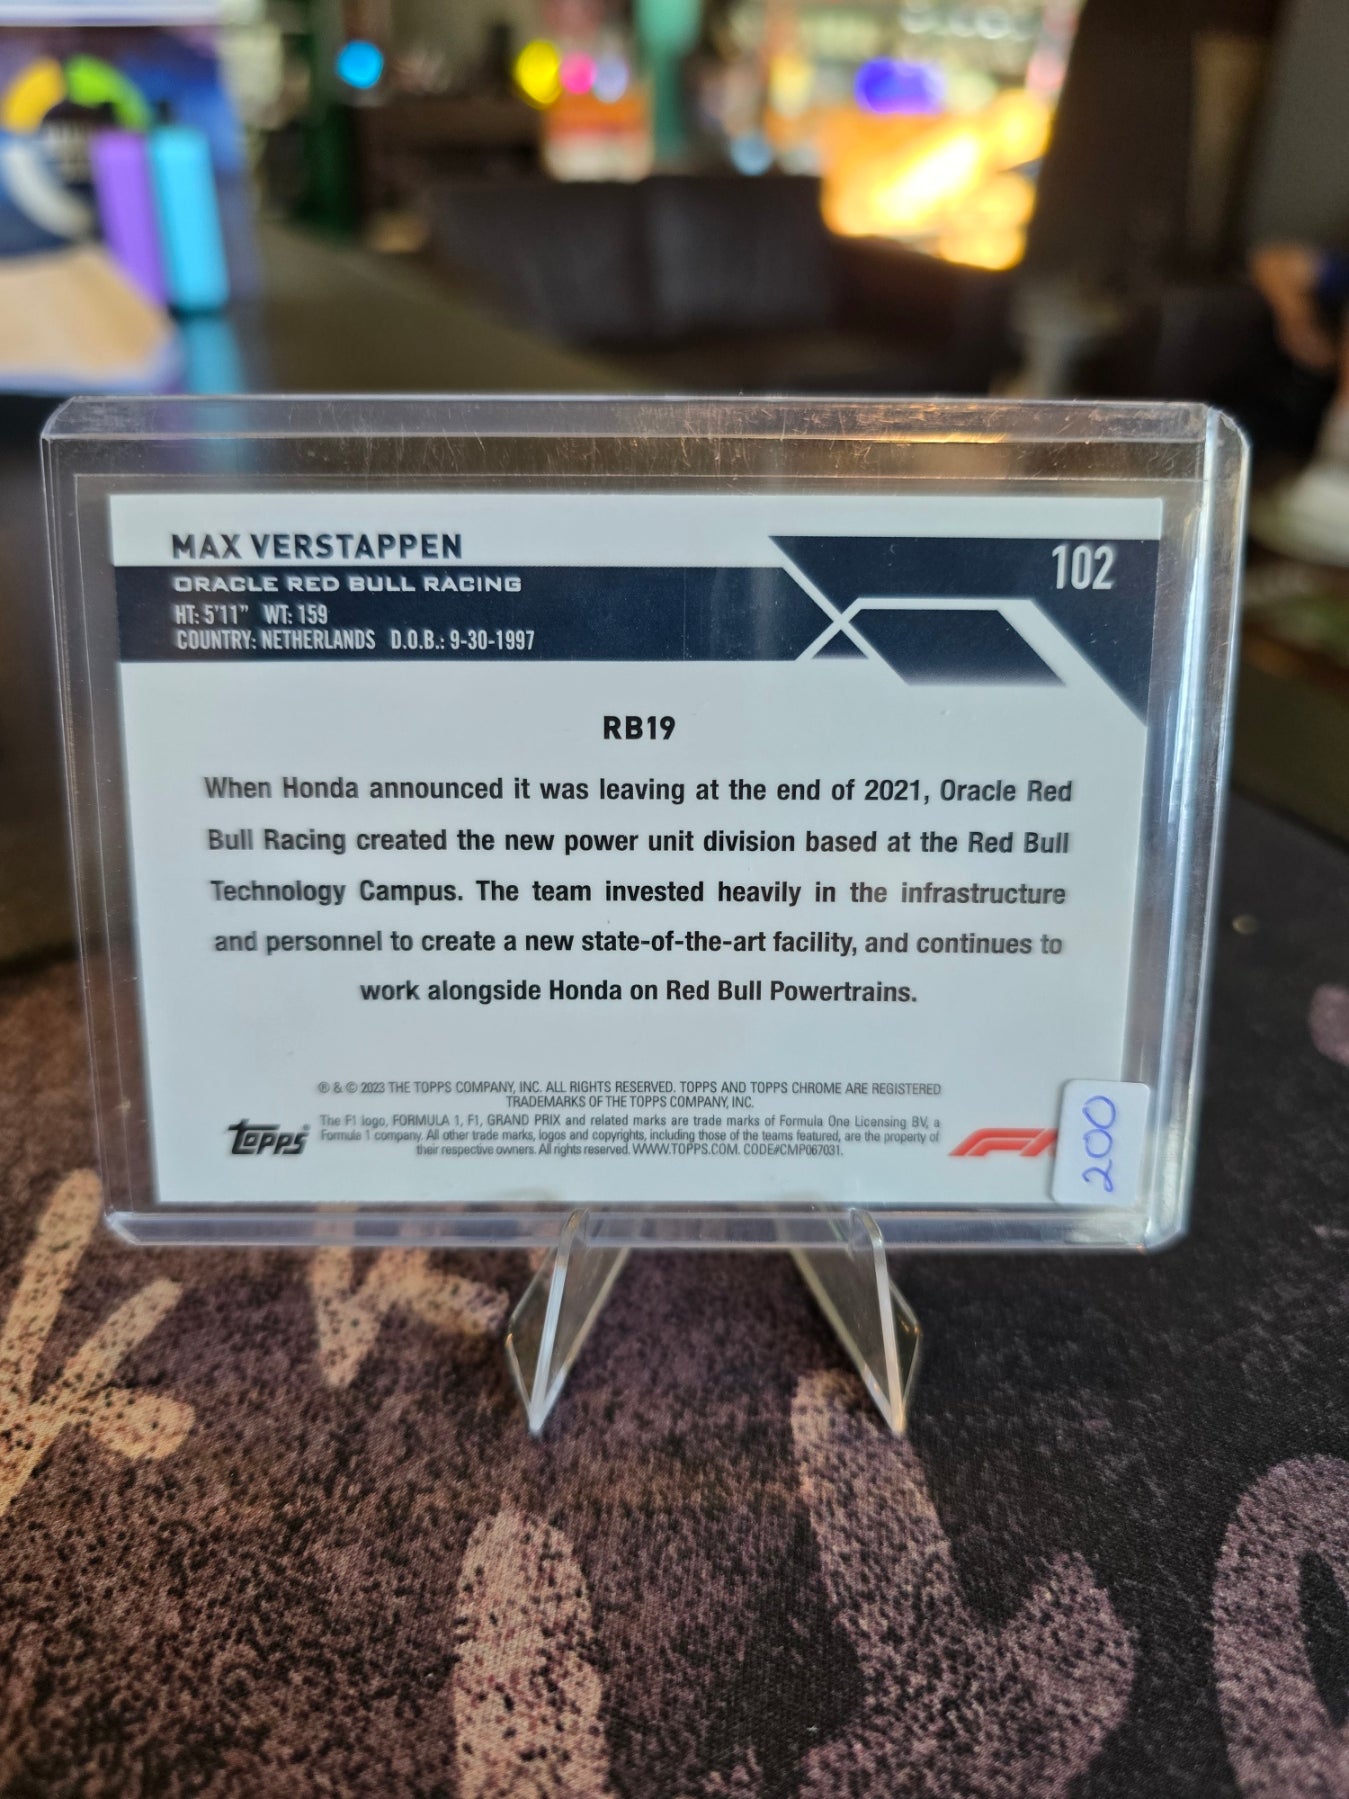 MAX VERSTAPPEN
102
ORACLE RED BULL RACING
HT: 5'11" WT: 159
COUNTRY: NETHERLANDS D.O.B.: 9-30-1997
RB19
When Honda announced it was leaving at the end of 2021, Oracle Red
Bull Racing created the new power unit division based at the Red Bull
Technology Campus. The team invested heavily in the infrastructure
and personnel to create a new state-of-the-art facility, and continues to
work alongside Honda on Red Bull Powertrains.
® & © 2023 THE TOPPS COMPANY, INC. ALL RIGHTS RESERVED. TOPPS AND TOPPS CHROME ARE REGISTERED
TRADEMARKS OF THE TOPPS COMPANY, INC.
The F1 logo, FORMULA 1, F1, GRAND PRIX and related marks are trade marks of Formula One Licensing BV, a
Formula 1 company. All other trade marks, logos and copyrights, including those of the teams featured, are the property of
their respective owners. All rights reserved. WWW.TOPPS.COM. CODE#CMP067031.
Topps
200